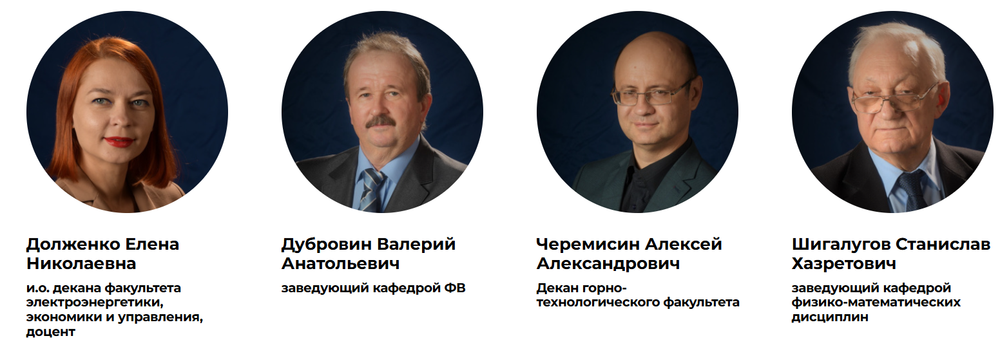 Долженко Елена
Николаевна
и.о. декана факультета
электроэнергетики,
экономики и управления,
доцент
Дубровин Валерий
Анатольевич
заведующий кафедрой ФВ
Черемисин Алексей
Александрович
Декан горно-
технологического факультета
Шигалугов Станислав
Хазретович
заведующий кафедрой
физико-математических
дисциплин